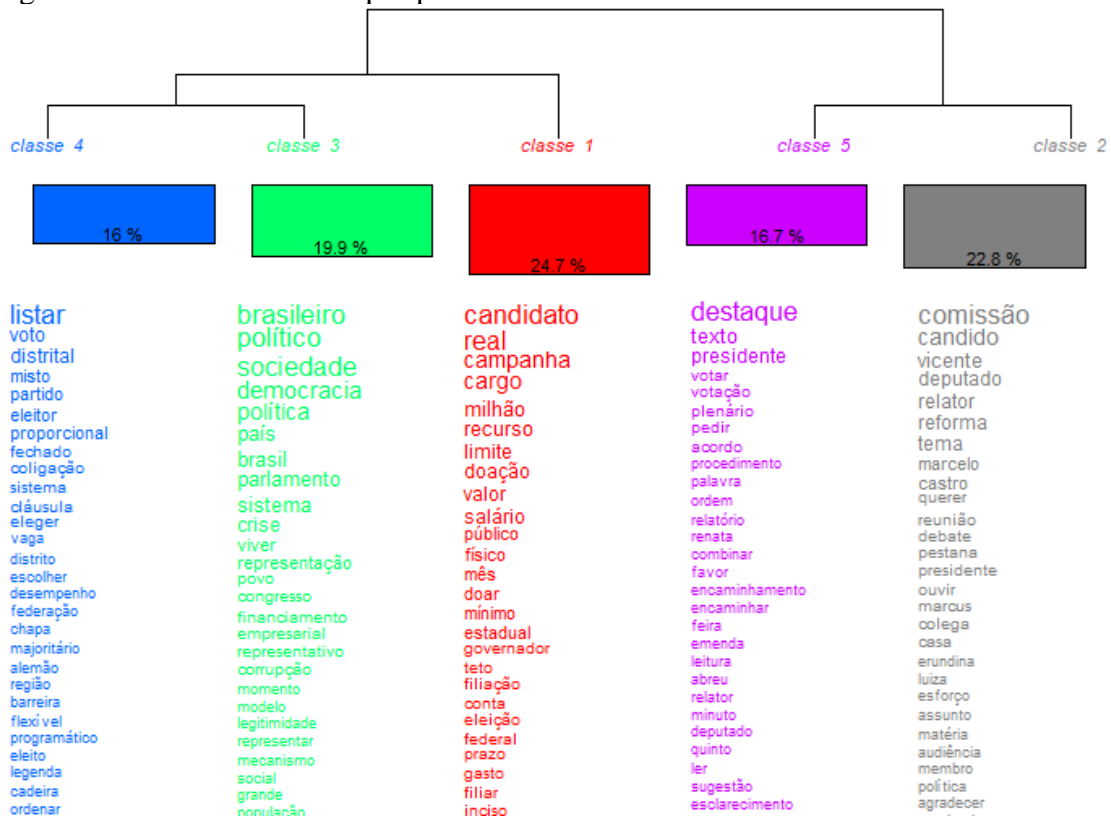 classe 4
classe 3
classe 1
classe 5
classe 2
16 %
19.9 %
24.7 %
16.7 %
22.8 %
listar
voto
distrital
misto
partido
eleitor
proporcional
fechado
coligação
sistema
cláusula
eleger
vaga
distrito
escolher
desempenho
federação
chapa
majoritário
alemão
região
barreira
flexível
programático
eleito
legenda
cadeira
ordenar
brasileiro
político
sociedade
democracia
política
país
brasil
parlamento
sistema
crise
viver
representação
povo
congresso
financiamento
empresarial
representativo
corrupção
momento
modelo
legitimidade
representar
mecanismo
social
grande
população
candidato
real
campanha
cargo
milhão
recurso
limite
doação
valor
salário
público
físico
mês
doar
mínimo
estadual
governador
teto
filiação
conta
eleição
federal
prazo
gasto
filiar
inciso
destaque
texto
presidente
votar
votação
plenário
pedir
acordo
procedimento
palavra
ordem
relatório
renata
combinar
favor
encaminhamento
encaminhar
feira
emenda
leitura
abreu
relator
minuto
deputado
quinto
ler
sugestão
esclarecimento
comissão
candido
vicente
deputado
relator
reforma
tema
marcelo
castro
querer
reunião
debate
pestana
presidente
ouvir
marcus
colega
casa
erundina
luiza
esforço
assunto
matéria
audiência
membro
política
agradecer